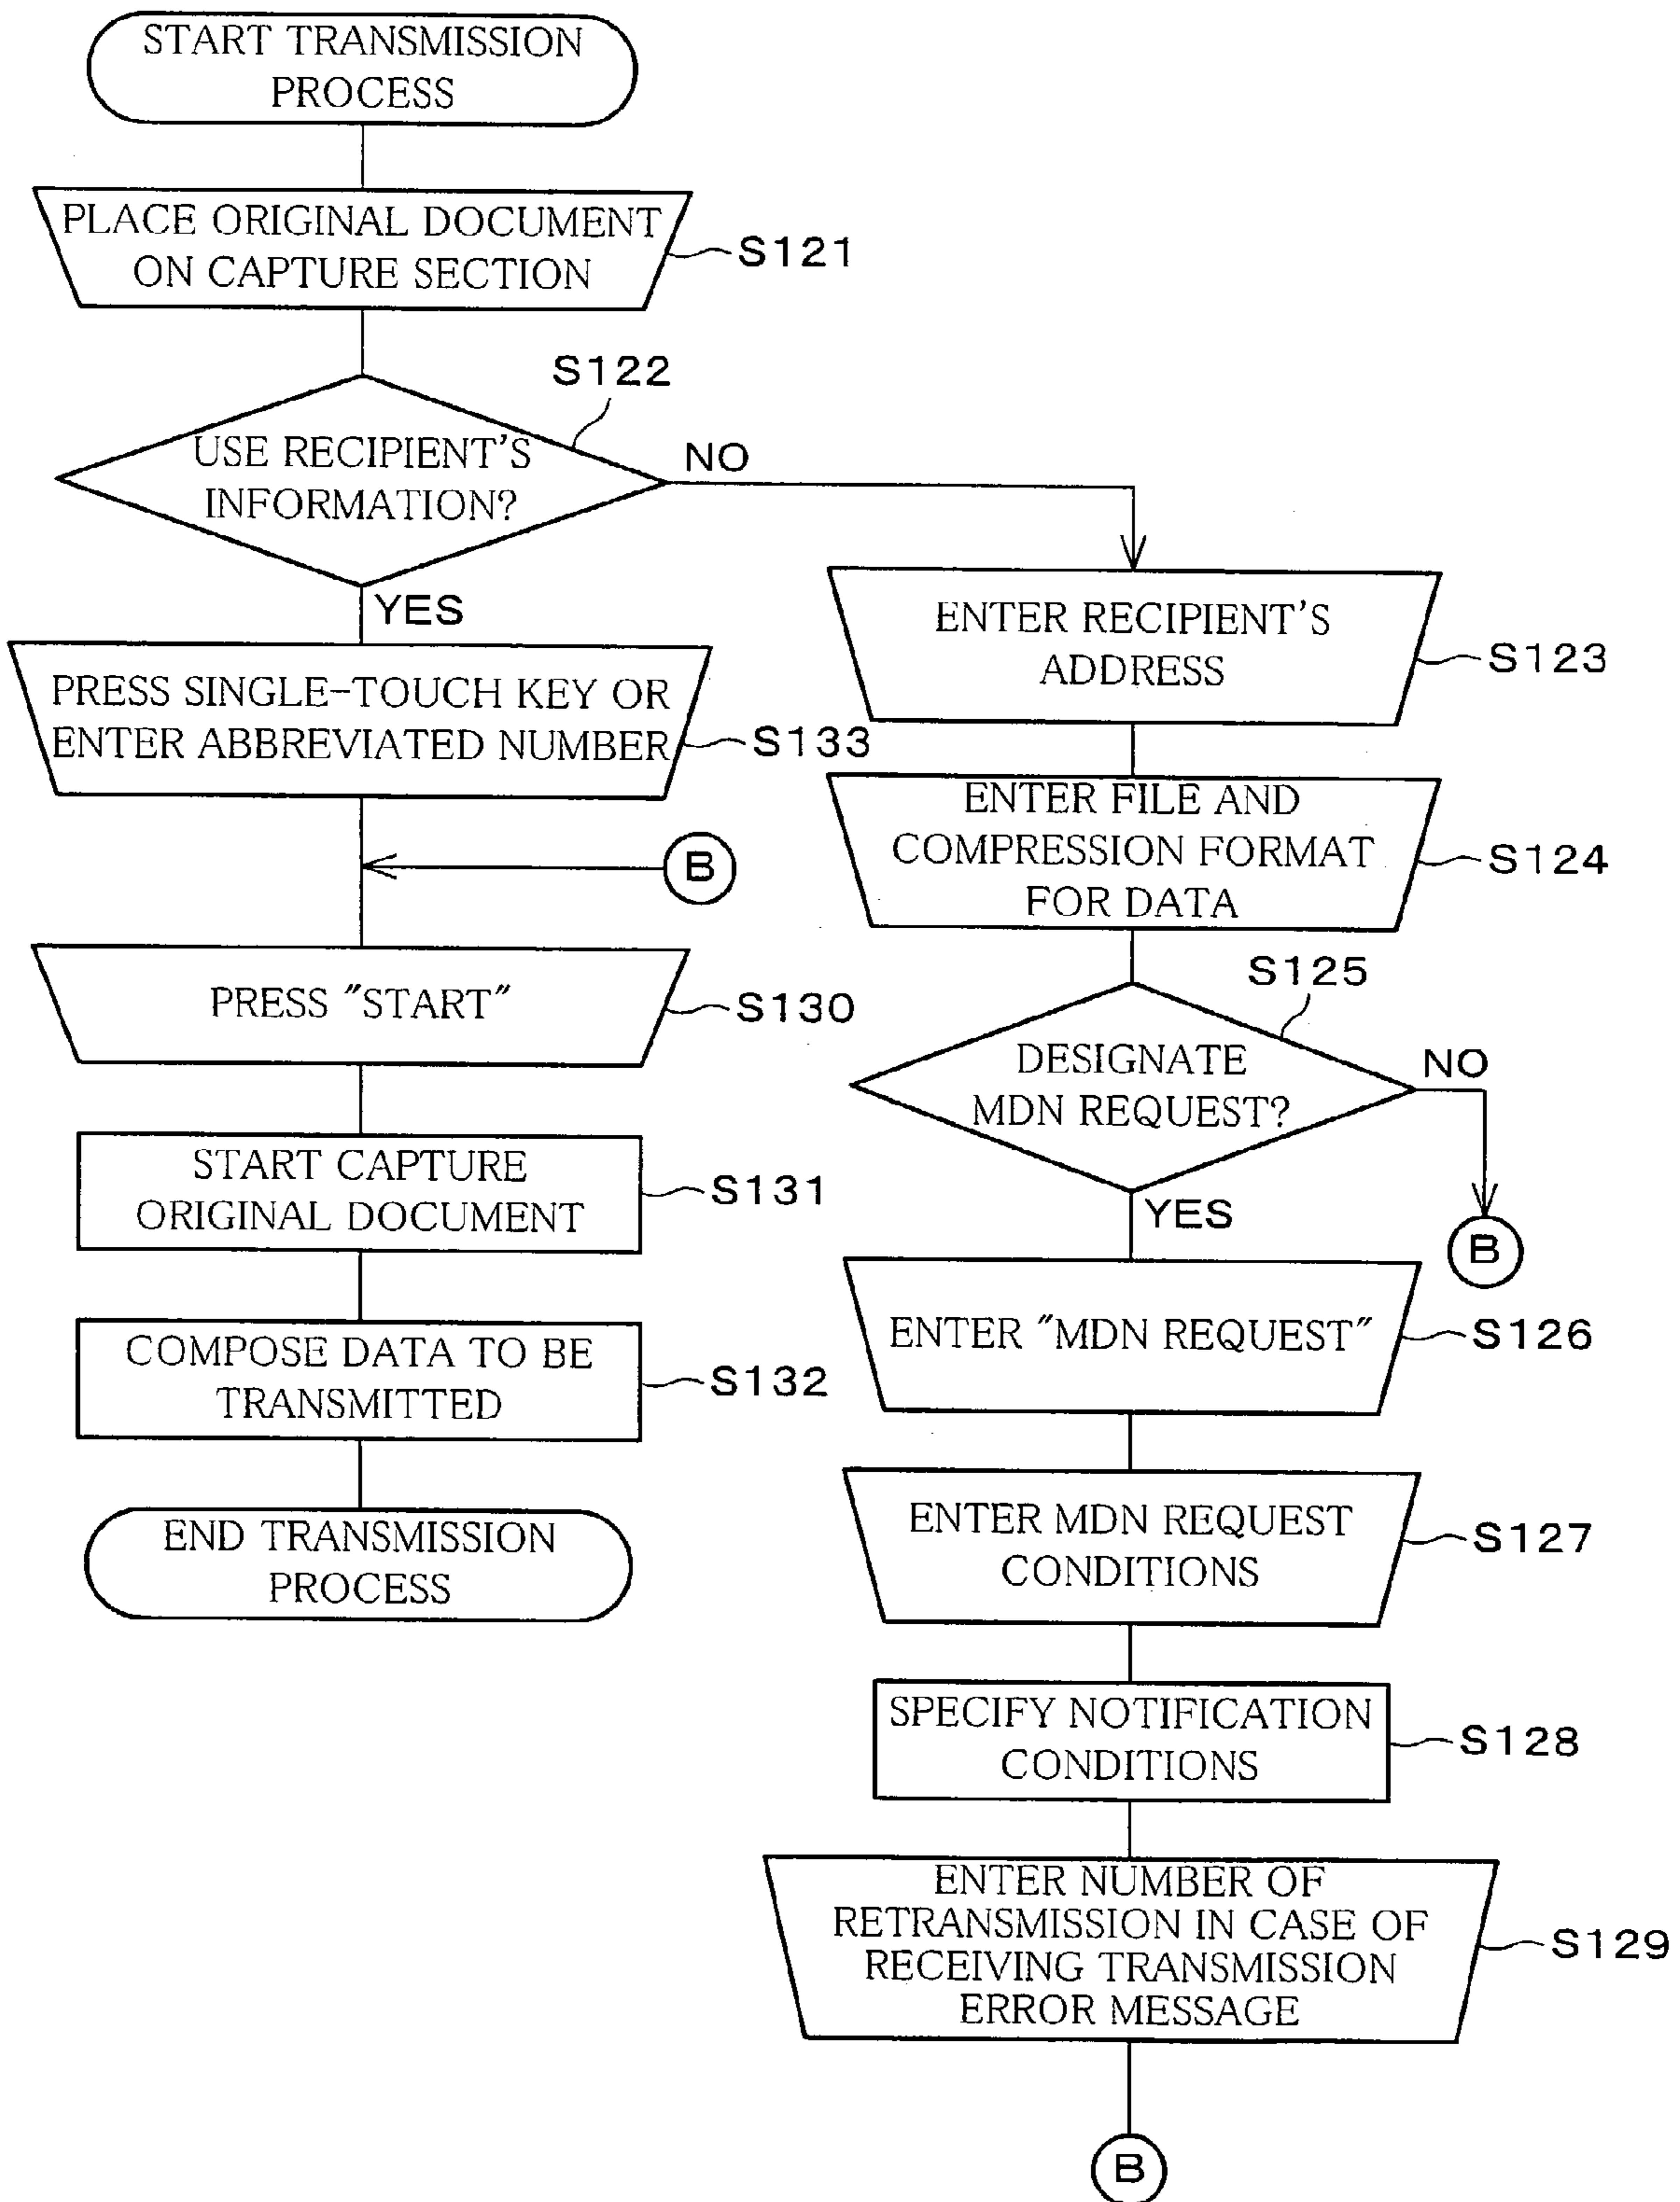 START TRANSMISSION
PROCESS
PLACE ORIGINAL DOCUMENT
ON CAPTURE SECTION
S121
S122
USE RECIPIENT'S
INFORMATION?
NO
YES
PRESS SINGLE-TOUCH KEY OR
ENTER ABBREVIATED NUMBER
S133
B
PRESS "START"
S130
START CAPTURE
ORIGINAL DOCUMENT
S131
COMPOSE DATA TO BE
TRANSMITTED
S132
END TRANSMISSION
PROCESS
ENTER RECIPIENT'S
ADDRESS
S123
ENTER FILE AND
COMPRESSION FORMAT
FOR DATA
S124
S125
DESIGNATE
MDN REQUEST?
NO
B
YES
ENTER "MDN REQUEST"
S126
ENTER MDN REQUEST
CONDITIONS
S127
SPECIFY NOTIFICATION
CONDITIONS
S128
ENTER NUMBER OF
RETRANSMISSION IN CASE OF
RECEIVING TRANSMISSION
ERROR MESSAGE
S129
B